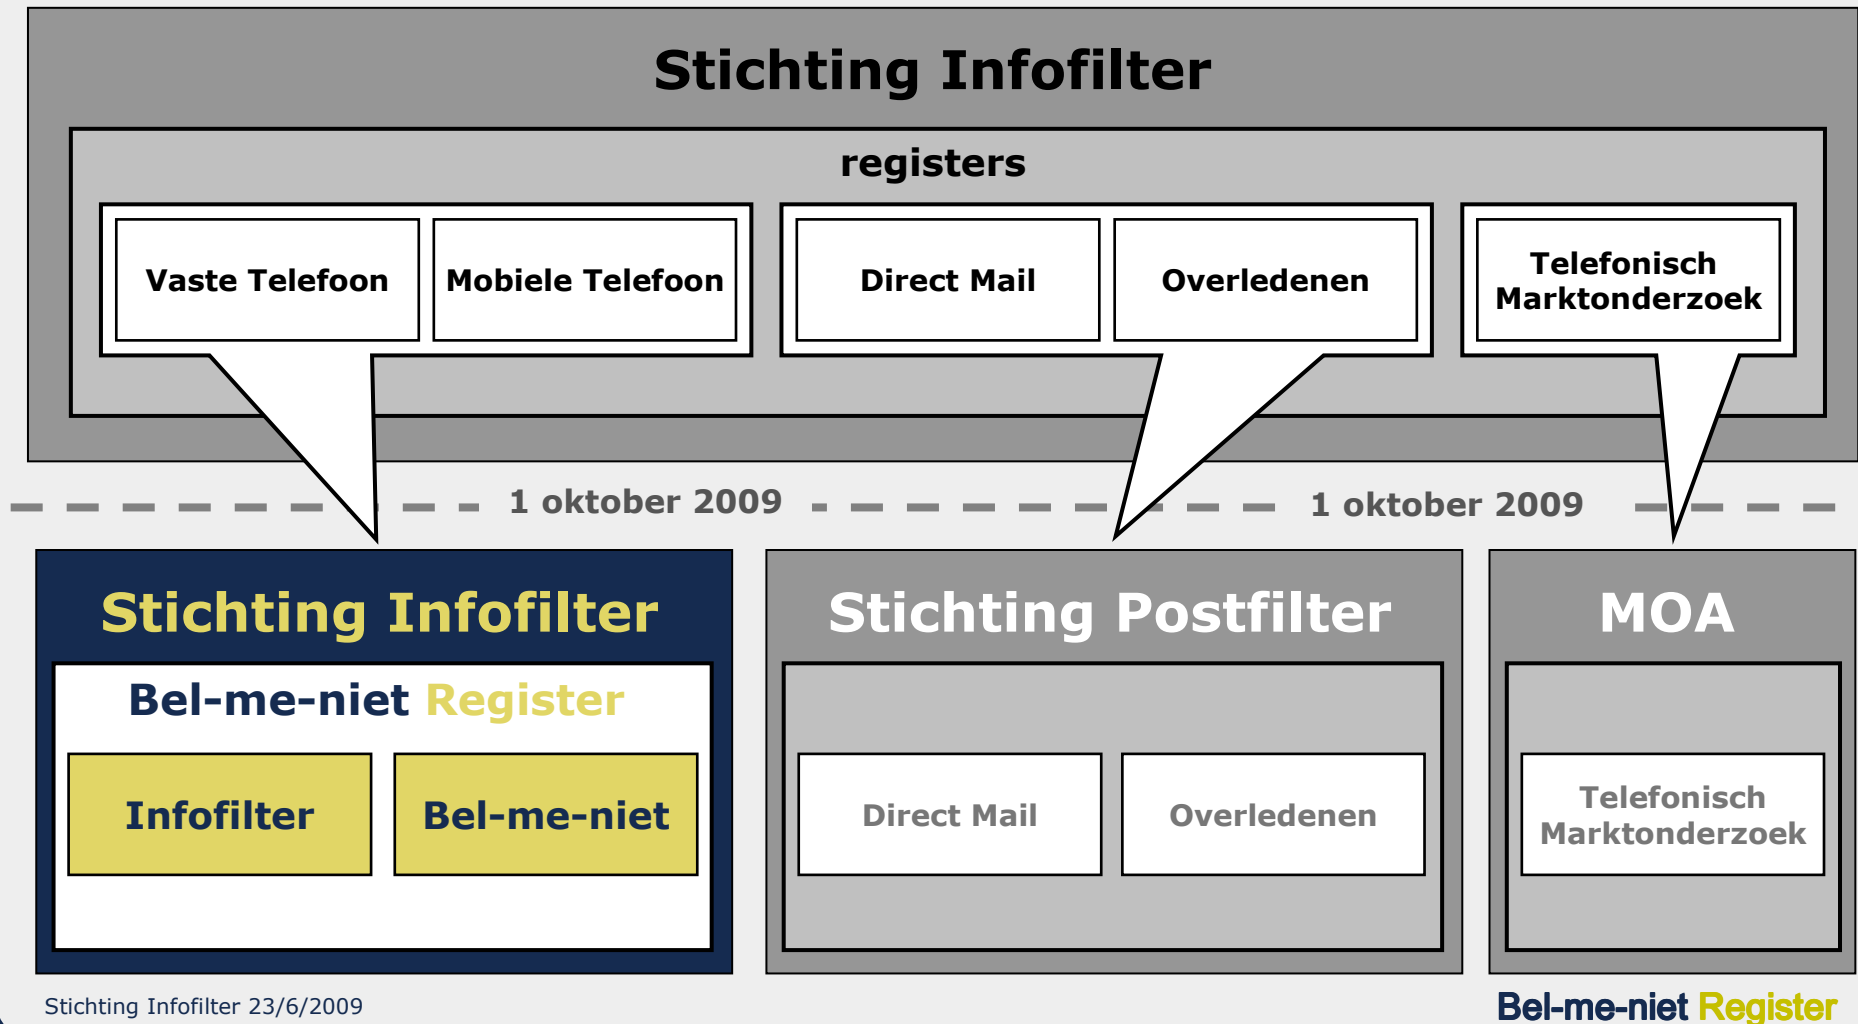 Stichting Infofilter
registers
Vaste Telefoon
Mobiele Telefoon
Direct Mail
Overledenen
Telefonisch
Marktonderzoek
1 oktober 2009
1 oktober 2009
Stichting Infofilter
Bel-me-niet Register
Infofilter
Bel-me-niet
Stichting Postfilter
Direct Mail
Overledenen
MOA
Telefonisch
Marktonderzoek
Stichting Infofilter 23/6/2009
Bel-me-niet Register